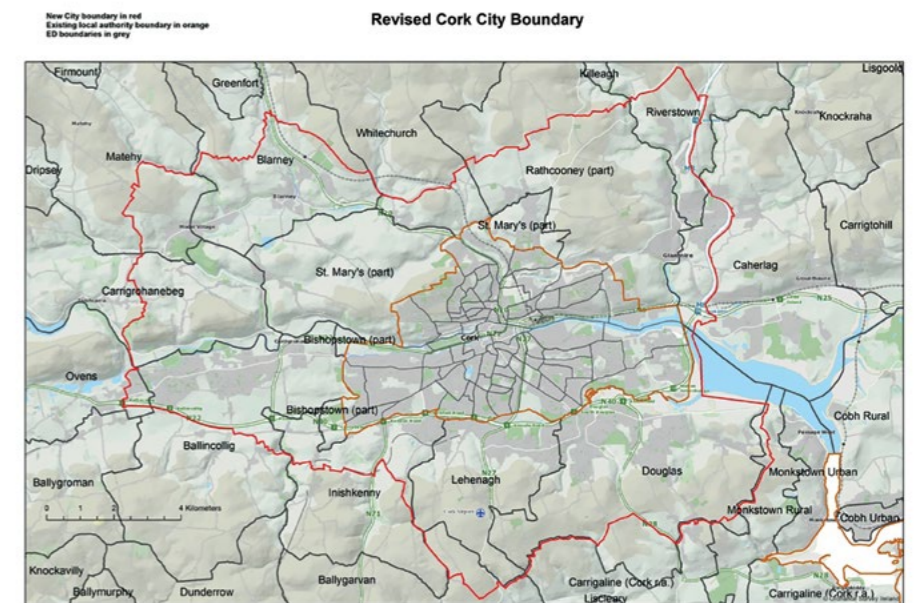 New City boundary in red
Existing local authority boundary in orange
ED boundaries in grey
Revised Cork City Boundary
Firmount
Greenfort
Killeagh
Lisgoold
Riverstown
Knockraha
Whitechurch
Matehy
Blarney
Dripsey
Rathcooney (part)
St. Mary's (part)
Carrigtohill
St. Mary's (part)
Caherlag
Carrigrohanebeg
N25
Bishopstown (part)
Cork
Ovens
Bishopstown (part)
N40
Cobh Rural
Ballincollig
Lehenagh
Douglas
Monkstown Urban
Ballygroman
Inishkenny
N27
0 1 2 4 Kilometers
N71
Monkstown Rural
Cobh Urban
N28
Knockavilly
Ballymurphy
Dunderrow
Ballygarvan
Carrigaline (Cork r.a.)
N28
Carrigaline (Cork r.a.)
Liscleary